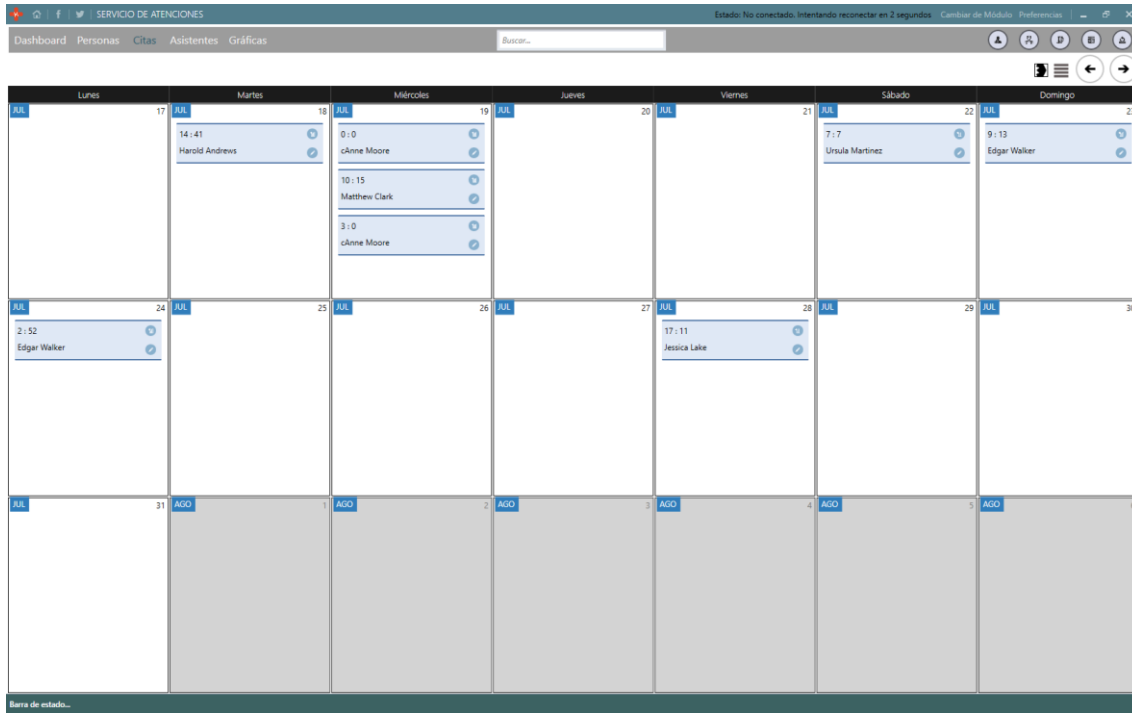 SERVICIO DE ATENCIONES
Estado: No conectado. Intentando reconectar en 2 segundos Cambiar de Módulo Preferencias
Dashboard Personas Citas Asistentes Gráficas
Buscar...
Lunes Martes Miércoles Jueves Viernes Sábado Domingo
JUL 17 JUL 18 JUL 19 JUL 20 JUL 21 JUL 22 JUL
14 : 41 0 : 0 7 : 7 9 : 13
Harold Andrews cAnne Moore Ursula Martinez Edgar Walker
10 : 15
Matthew Clark
3 : 0
cAnne Moore
JUL 24 JUL 25 JUL 26 JUL 27 JUL 28 JUL 29 JUL
2 : 52 17 : 11
Edgar Walker Jessica Lake
JUL 31 AGO 1 AGO 2 AGO 3 AGO 4 AGO 5 AGO
Barra de estado...